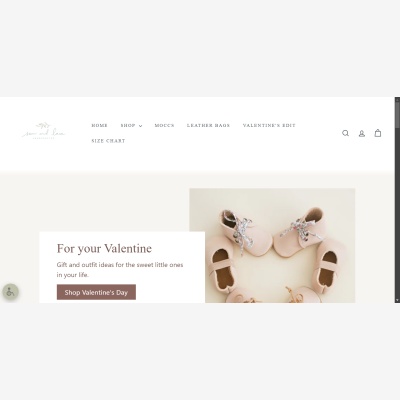 HOME SHOP MOCCS LEATHER BAGS VALENTINE'S EDIT
SIZE CHART
For your Valentine
Gift and outfit ideas for the sweet little ones
in your life.
Shop Valentine's Day